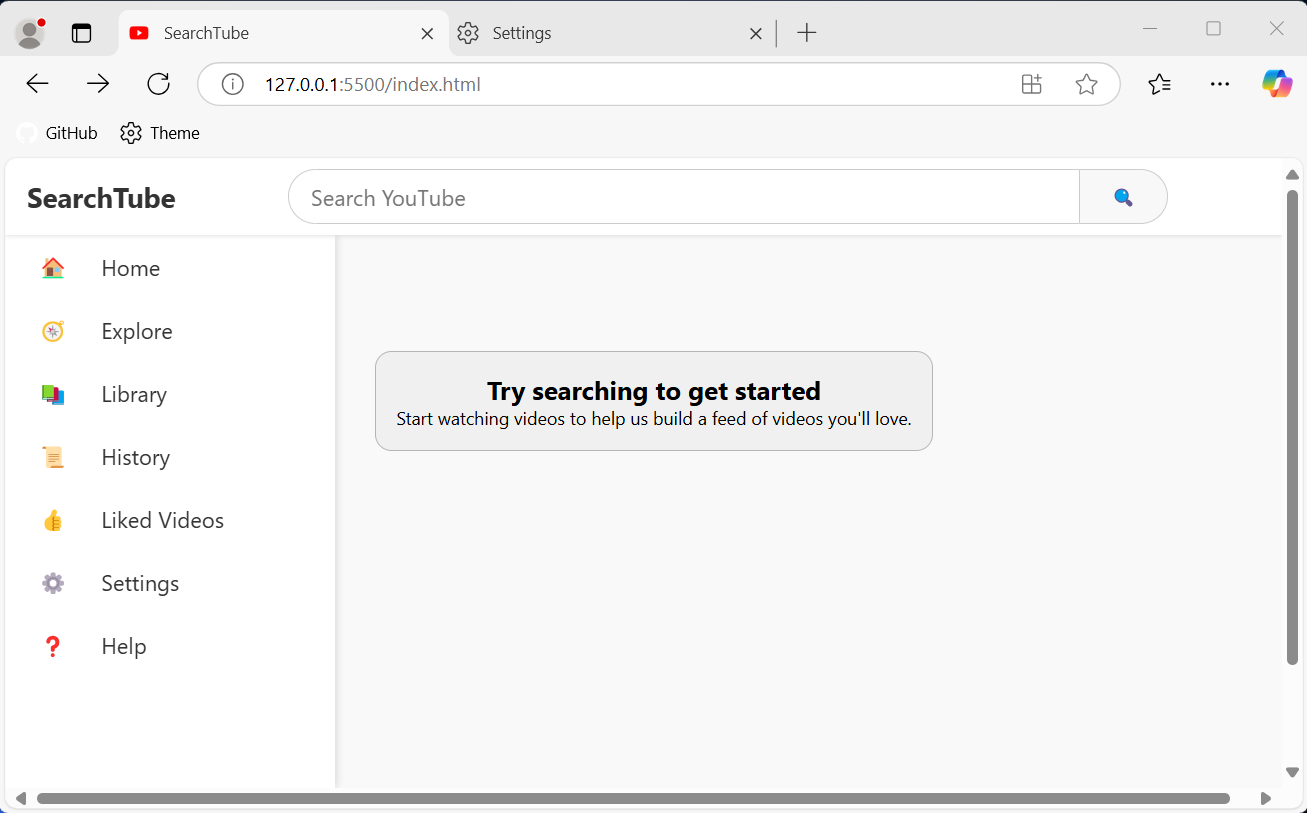 SearchTube
Settings
127.0.0.1:5500/index.html
GitHub
Theme
SearchTube
Search YouTube
Home
Explore
Library
History
Liked Videos
Settings
Help
Try searching to get started
Start watching videos to help us build a feed of videos you'll love.